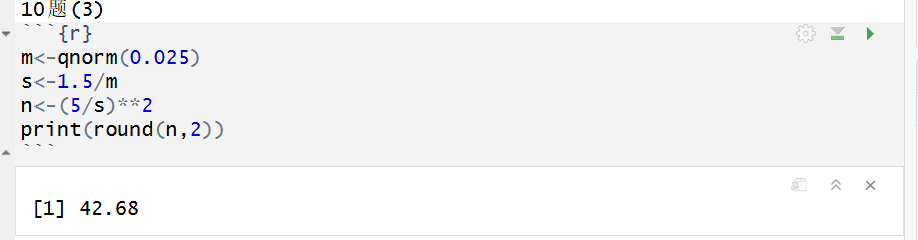 10题(3)
```{r}
m<-qnorm(0.025)
s<-1.5/m
n<-(5/s)**2
print(round(n,2))
```
[1] 42.68